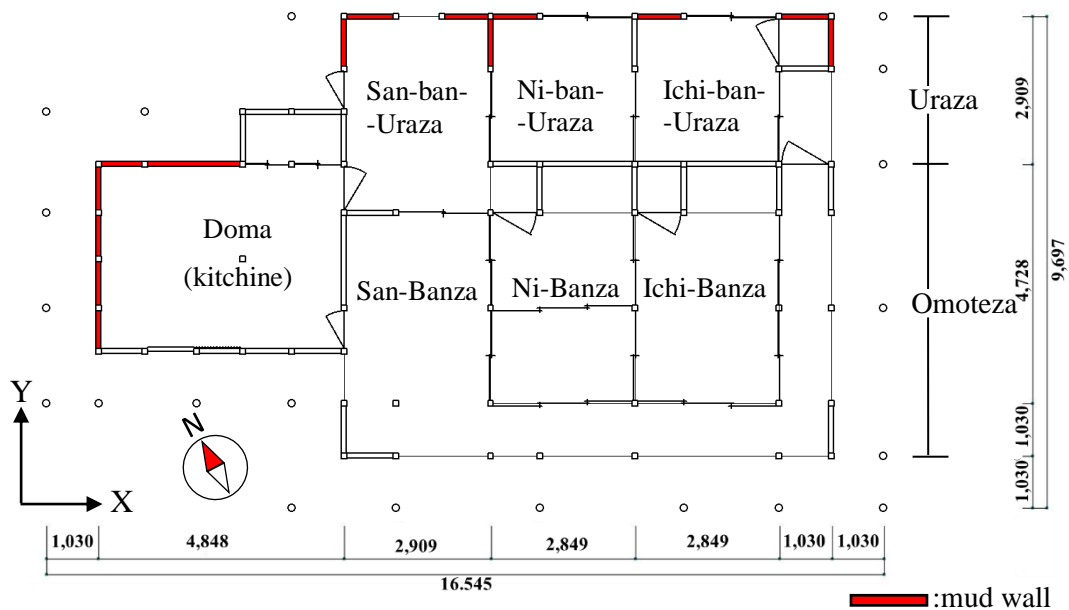 San-ban-
-Uraza
Ni-ban-
-Uraza
Ichi-ban-
-Uraza
Uraza
2,909
Doma
(kitchine)
San-Banza
Ni-Banza
Ichi-Banza
Omoteza
4,728
9,697
Y
N
X
1,030
1,030
1,030
4,848
2,909
2,849
2,849
1,030
1,030
16.545
:mud wall